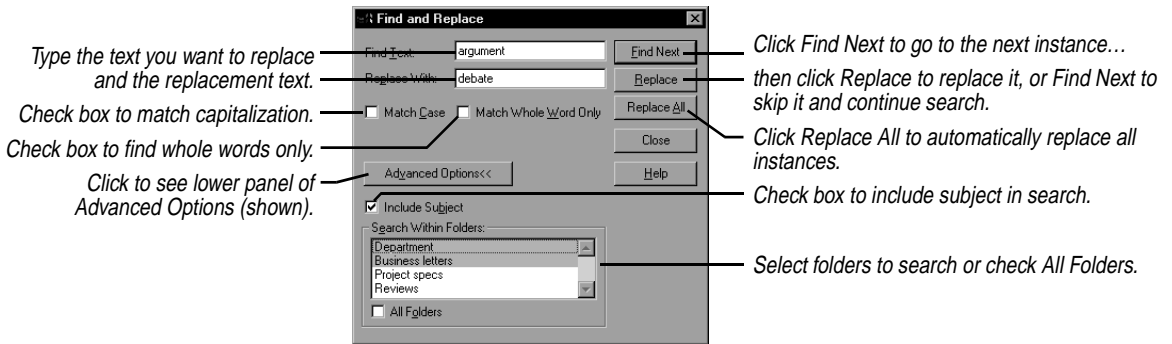 Find and Replace
Type the text you want to replace
and the replacement text.
Check box to match capitalization.
Check box to find whole words only.
Click to see lower panel of
Advanced Options (shown).
Find Text:
argument
Replace With:
debate
Match Case
Match Whole Word Only
Advanced Options<<
Include Subject
Search Within Folders:
Department
Business letters
Project specs
Reviews
All Folders
Find Next
Replace
Replace All
Close
Help
Click Find Next to go to the next instance…
then click Replace to replace it, or Find Next to
skip it and continue search.
Click Replace All to automatically replace all
instances.
Check box to include subject in search.
Select folders to search or check All Folders.